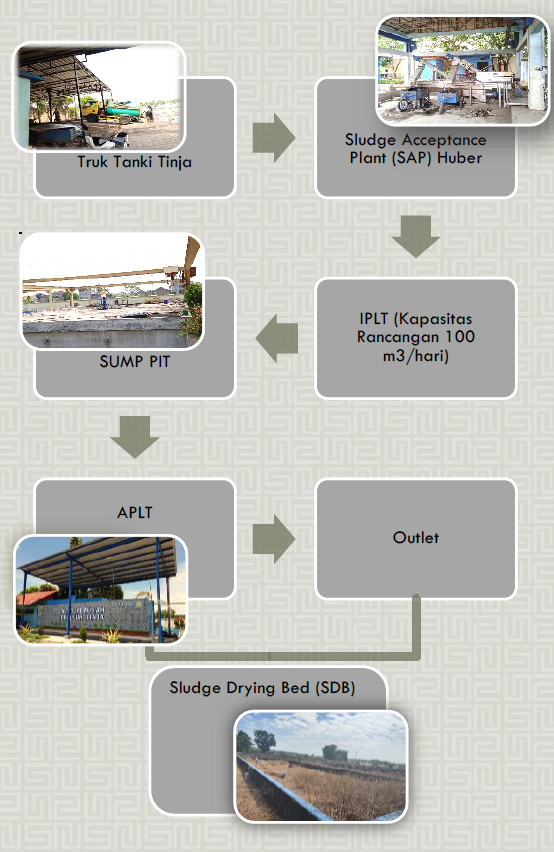 Truk Tanki Tinja
Sludge Acceptance
Plant (SAP) Huber
IPLT (Kapasitas
Rancangan 100
m3/hari)
SUMP PIT
APLT
Outlet
Sludge Drying Bed (SDB)